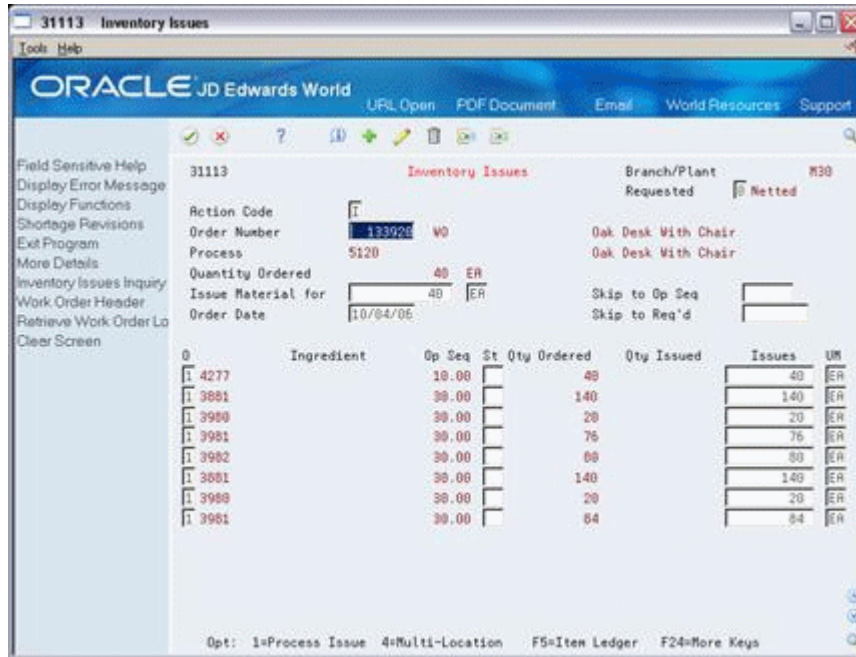 31113 Inventory Issues
Tools Help
ORACLE JD Edwards World
URL Open PDF Document Email World Resources Support
Field Sensitive Help
Display Error Message
Display Functions
Shortage Revisions
Exit Program
More Details
Inventory Issues Inquiry
Work Order Header
Retrieve Work Order Lo
Clear Screen
31113 Inventory Issues Branch/Plant M30
Requested 0 Netted
Action Code I
Order Number 133920 WO Oak Desk With Chair
Process 5120 Oak Desk With Chair
Quantity Ordered 40 EA
Issue Material for 40 EA Skip to Op Seq
Order Date 10/04/06 Skip to Req'd
O Ingredient Op Seq St Qty Ordered Qty Issued Issues UM
1 4277 10.00 40 40 EA
1 3881 30.00 140 140 EA
1 3980 30.00 20 20 EA
1 3981 30.00 76 76 EA
1 3982 30.00 80 80 EA
1 3881 30.00 140 140 EA
1 3980 30.00 20 20 EA
1 3981 30.00 84 84 EA
Opt: 1=Process Issue 4=Multi-Location F5=Item Ledger F24=More Keys